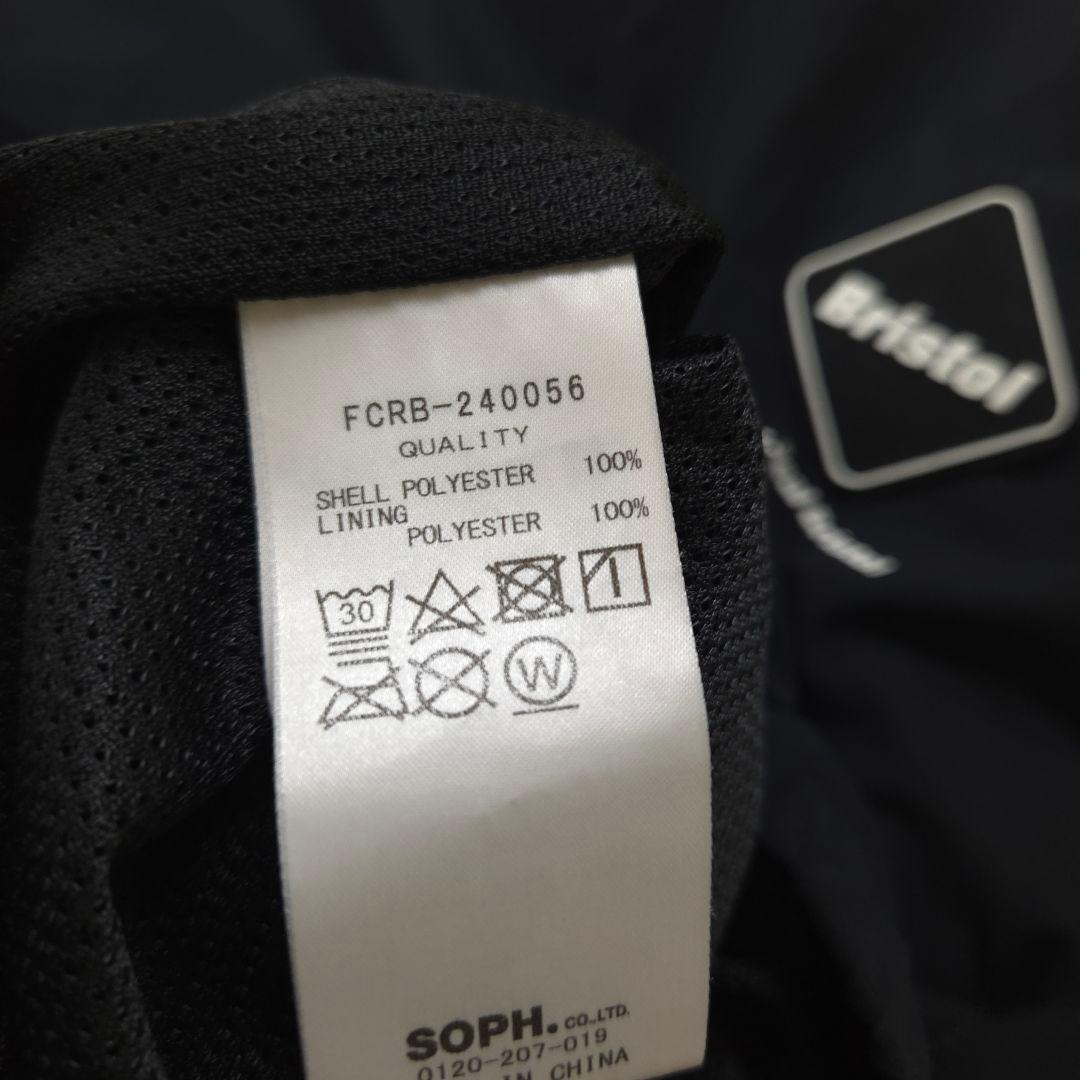 FCRB-240056
QUALITY
SHELL POLYESTER 100%
LINING
POLYESTER 100%
30
W
SOPH. CO.,LTD.
0120-207-019
IN CHINA
Bristol